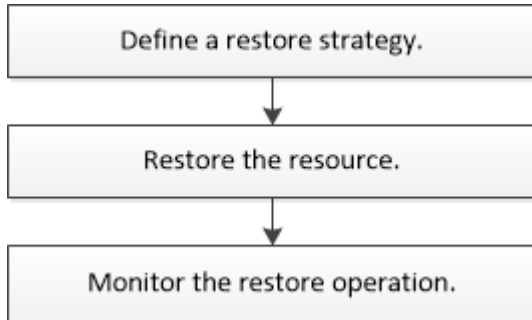 Define a restore strategy.
Restore the resource.
Monitor the restore operation.